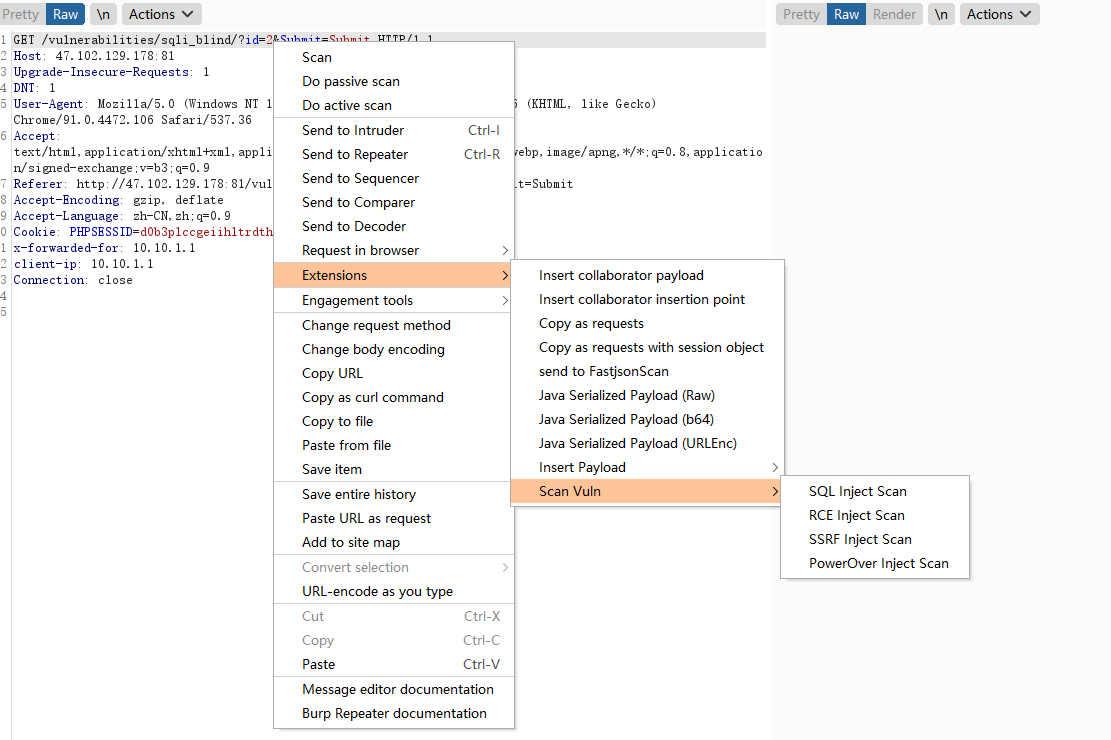 Pretty Raw \n Actions
Pretty Raw Render \n Actions
1 GET /vulnerabilities/sqli_blind/?id=2&Submit=Submit HTTP/1.1
2 Host: 47.102.129.178:81
3 Upgrade-Insecure-Requests: 1
4 DNT: 1
5 User-Agent: Mozilla/5.0 (Windows NT 1 (KHTML, like Gecko)
Chrome/91.0.4472.106 Safari/537.36
6 Accept:
text/html,application/xhtml+xml,appli webp,image/apng,*/*;q=0.8,applicatio
n/signed-exchange;v=b3;q=0.9
7 Referer: http://47.102.129.178:81/vul t=Submit
8 Accept-Encoding: gzip, deflate
9 Accept-Language: zh-CN,zh;q=0.9
0 Cookie: PHPSESSID=d0b3plccgeiihltrdth
1 x-forwarded-for: 10.10.1.1
2 client-ip: 10.10.1.1
3 Connection: close
4
5
Scan
Do passive scan
Do active scan
Send to Intruder Ctrl-I
Send to Repeater Ctrl-R
Send to Sequencer
Send to Comparer
Send to Decoder
Request in browser
Extensions
Engagement tools
Change request method
Change body encoding
Copy URL
Copy as curl command
Copy to file
Paste from file
Save item
Save entire history
Paste URL as request
Add to site map
Convert selection
URL-encode as you type
Cut Ctrl-X
Copy Ctrl-C
Paste Ctrl-V
Message editor documentation
Burp Repeater documentation
Insert collaborator payload
Insert collaborator insertion point
Copy as requests
Copy as requests with session object
send to FastjsonScan
Java Serialized Payload (Raw)
Java Serialized Payload (b64)
Java Serialized Payload (URLEnc)
Insert Payload
Scan Vuln
SQL Inject Scan
RCE Inject Scan
SSRF Inject Scan
PowerOver Inject Scan